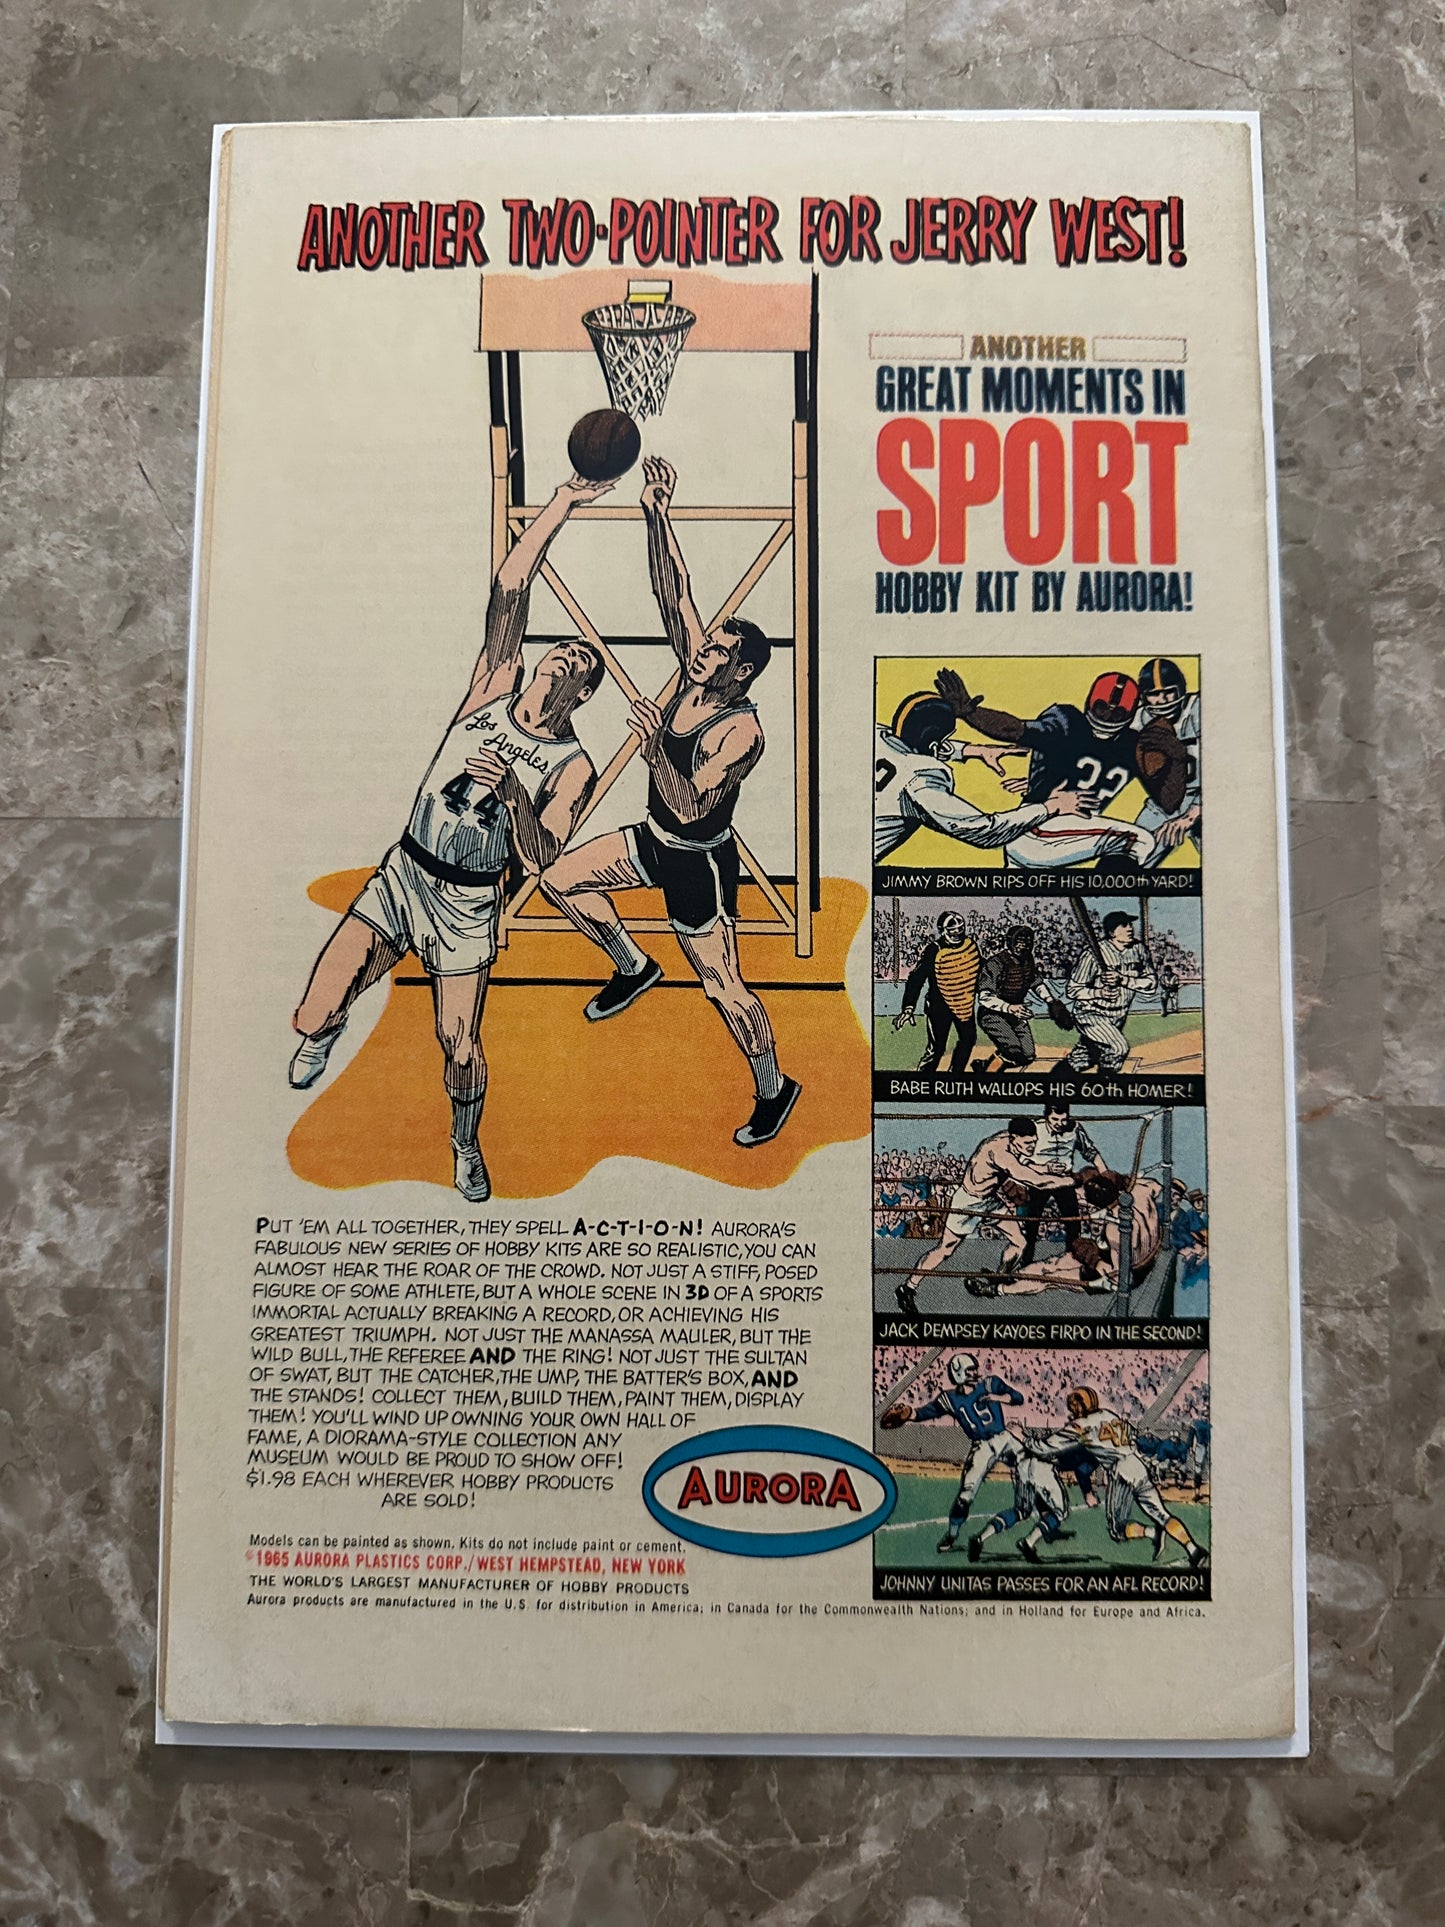 ANOTHER TWO-POINTER FOR JERRY WEST!
ANOTHER
GREAT MOMENTS IN
SPORT
HOBBY KIT BY AURORA!
Los
Angeles
44
32
JIMMY BROWN RIPS OFF HIS 10,000th YARD!
BABE RUTH WALLOPS HIS 60th HOMER!
JACK DEMPSEY KAYOES FIRPO IN THE SECOND!
15
JOHNNY UNITAS PASSES FOR AN AFL RECORD!
PUT 'EM ALL TOGETHER, THEY SPELL A-C-T-I-O-N! AURORA'S
FABULOUS NEW SERIES OF HOBBY KITS ARE SO REALISTIC, YOU CAN
ALMOST HEAR THE ROAR OF THE CROWD. NOT JUST A STIFF, POSED
FIGURE OF SOME ATHLETE, BUT A WHOLE SCENE IN 3D OF A SPORTS
IMMORTAL ACTUALLY BREAKING A RECORD, OR ACHIEVING HIS
GREATEST TRIUMPH. NOT JUST THE MANASSA MAULER, BUT THE
WILD BULL, THE REFEREE AND THE RING! NOT JUST THE SULTAN
OF SWAT, BUT THE CATCHER, THE UMP, THE BATTER'S BOX, AND
THE STANDS! COLLECT THEM, BUILD THEM, PAINT THEM, DISPLAY
THEM! YOU'LL WIND UP OWNING YOUR OWN HALL OF
FAME, A DIORAMA-STYLE COLLECTION ANY
MUSEUM WOULD BE PROUD TO SHOW OFF!
$1.98 EACH WHEREVER HOBBY PRODUCTS
ARE SOLD!
AURORA
Models can be painted as shown. Kits do not include paint or cement.
©1965 AURORA PLASTICS CORP./WEST HEMPSTEAD, NEW YORK
THE WORLD'S LARGEST MANUFACTURER OF HOBBY PRODUCTS
Aurora products are manufactured in the U.S. for distribution in America; in Canada for the Commonwealth Nations; and in Holland for Europe and Africa.